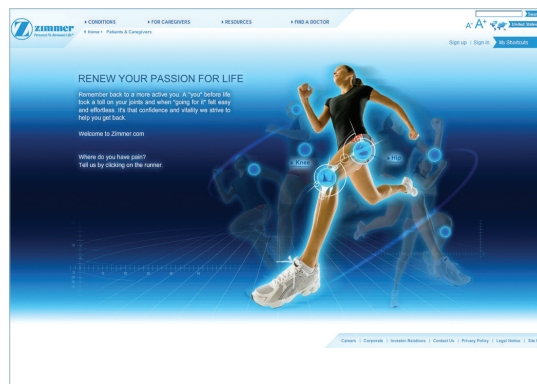 zimmer
CONDITIONS
FOR CAREGIVERS
RESOURCES
FIND A DOCTOR
Home
Patients & Caregivers
A- A+
United States
Sign up | Sign in
My Shortcuts
RENEW YOUR PASSION FOR LIFE
Remember back to a more active you. A "you" before life
took a toll on your joints and when "going for it" felt easy
and effortless. It's that confidence and vitality we strive to
help you get back.
Welcome to Zimmer.com
Where do you have pain?
Tell us by clicking on the runner.
Knee
Hip
Careers | Corporate | Investor Relations | Contact Us | Privacy Policy | Legal Notice | Site